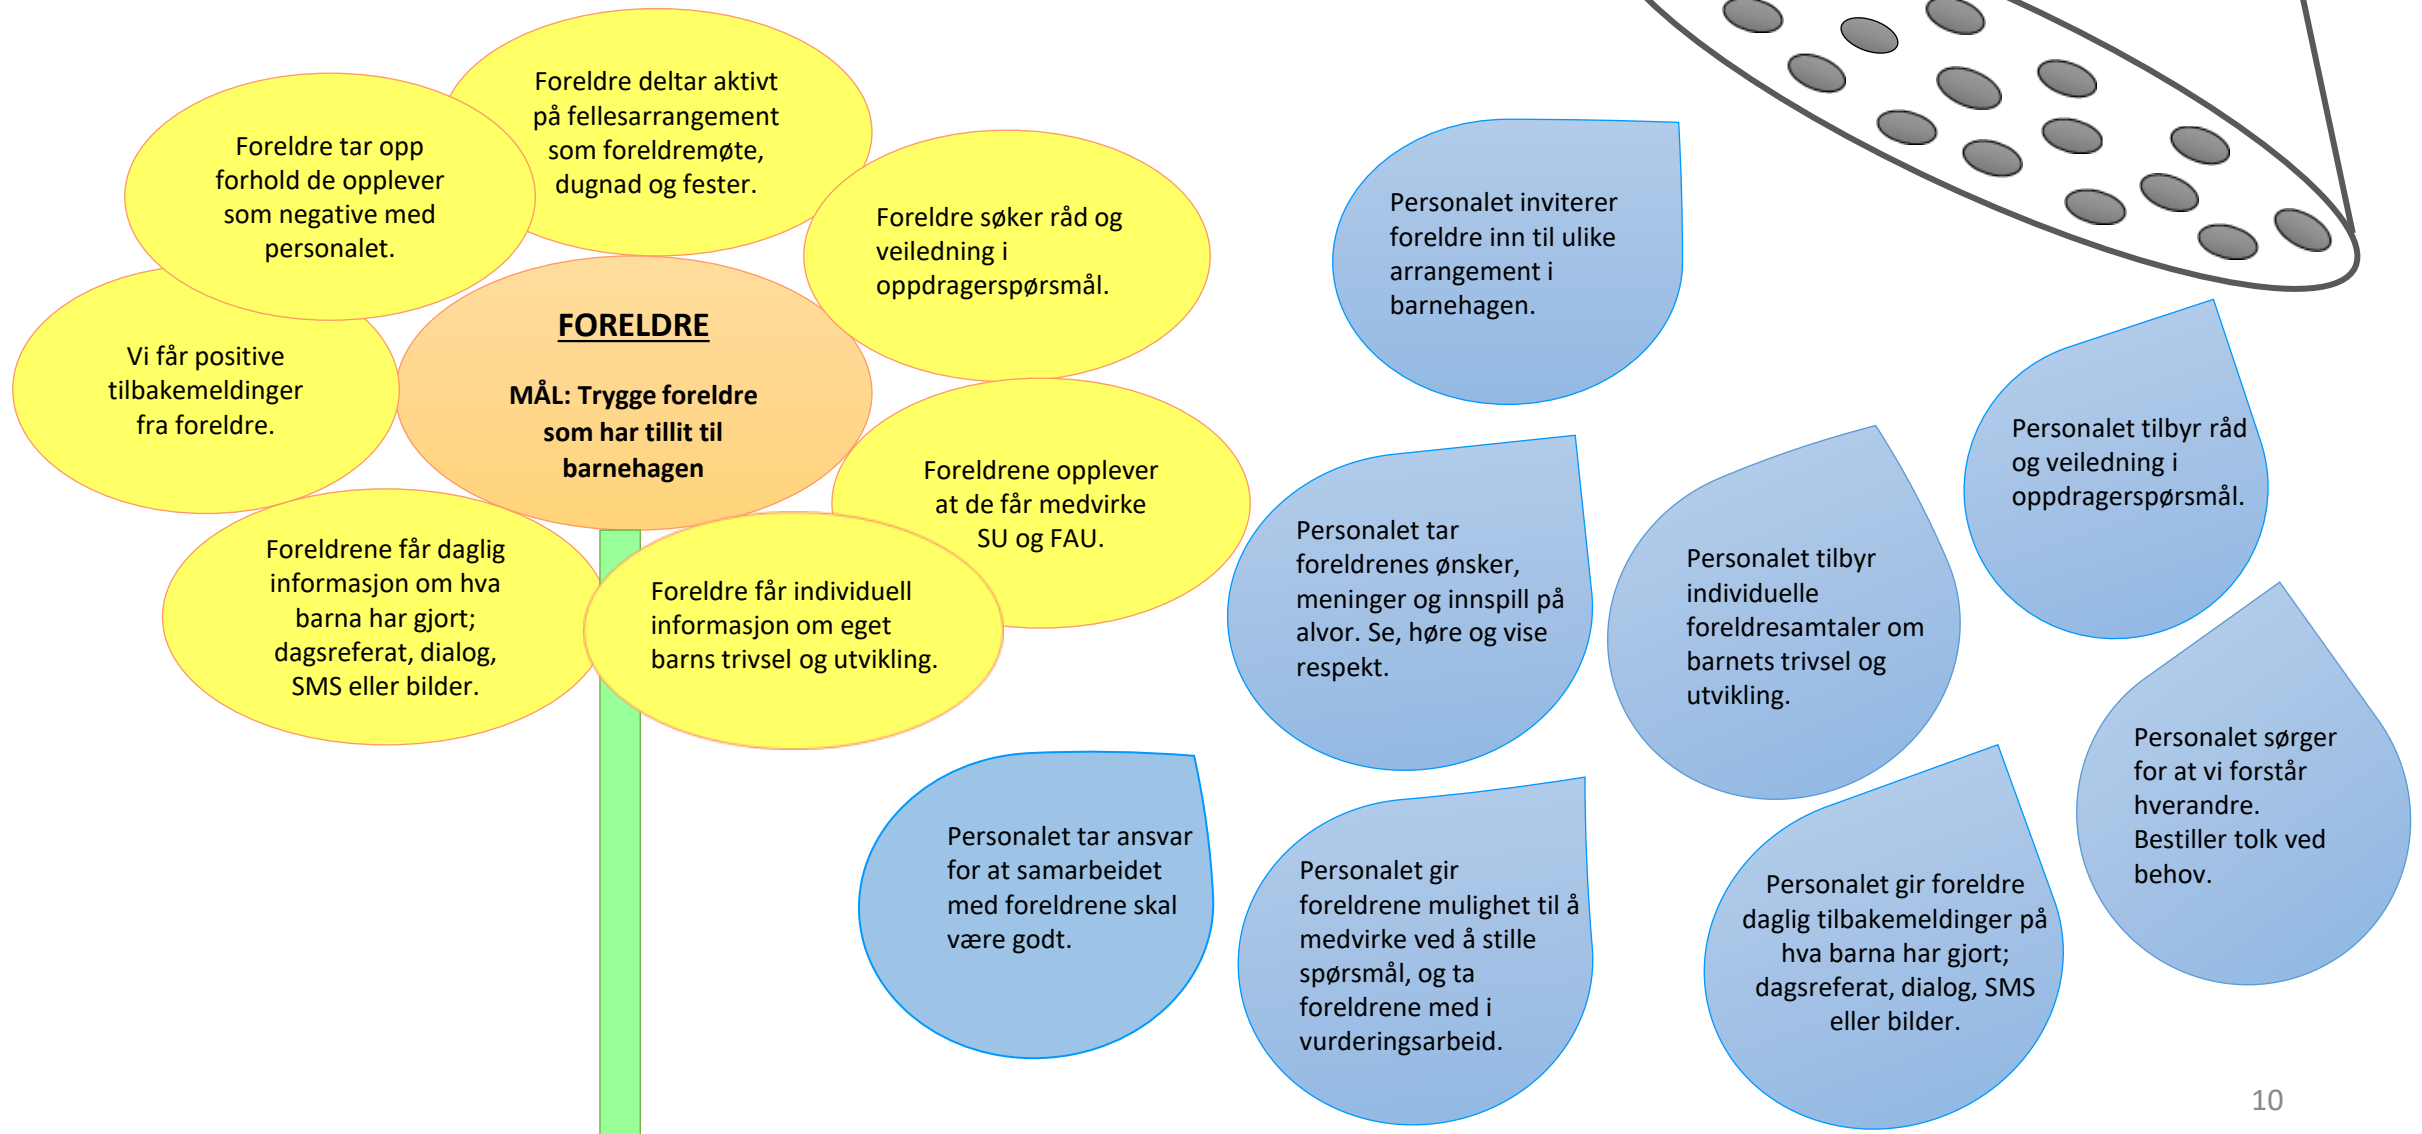 Foreldre deltar aktivt
på fellesarrangement
som foreldremøte,
dugnad og fester.
Foreldre tar opp
forhold de opplever
som negative med
personalet.
Foreldre søker råd og
veiledning i
oppdragerspørsmål.
FORELDRE
MÅL: Trygge foreldre
som har tillit til
barnehagen
Vi får positive
tilbakemeldinger
fra foreldre.
Foreldrene opplever
at de får medvirke
SU og FAU.
Foreldrene får daglig
informasjon om hva
barna har gjort;
dagsreferat, dialog,
SMS eller bilder.
Foreldre får individuell
informasjon om eget
barns trivsel og utvikling.
Personalet inviterer
foreldre inn til ulike
arrangement i
barnehagen.
Personalet tilbyr råd
og veiledning i
oppdragerspørsmål.
Personalet tar
foreldrenes ønsker,
meninger og innspill på
alvor. Se, høre og vise
respekt.
Personalet tilbyr
individuelle
foreldresamtaler om
barnets trivsel og
utvikling.
Personalet sørger
for at vi forstår
hverandre.
Bestiller tolk ved
behov.
Personalet tar ansvar
for at samarbeidet
med foreldrene skal
være godt.
Personalet gir
foreldrene mulighet til å
medvirke ved å stille
spørsmål, og ta
foreldrene med i
vurderingsarbeid.
Personalet gir foreldre
daglig tilbakemeldinger på
hva barna har gjort;
dagsreferat, dialog, SMS
eller bilder.
10